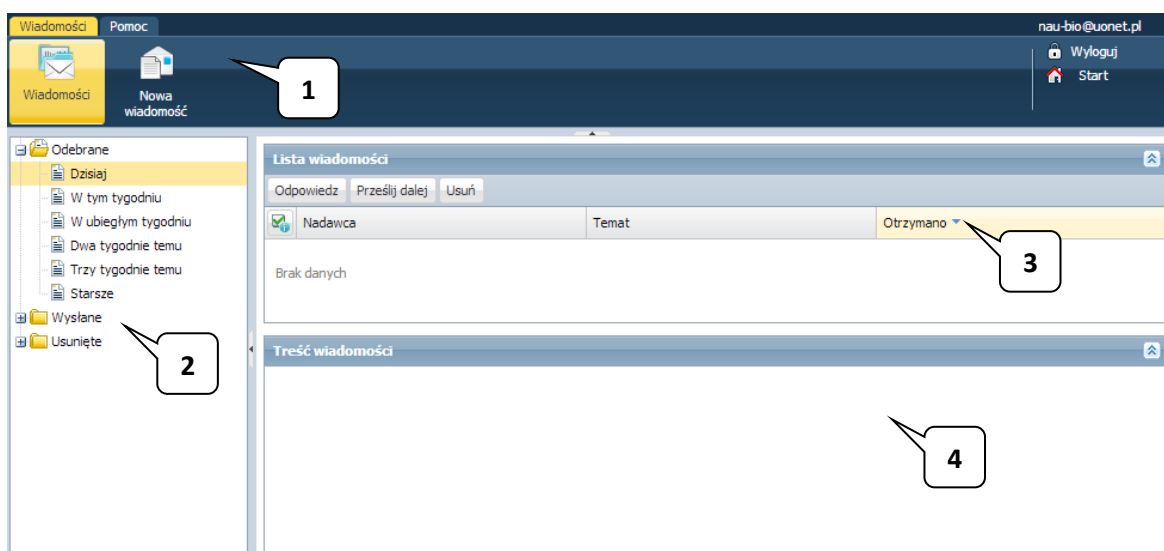 Wiadomości Pomoc nau-bio@uonet.pl
Wiadomości
Nowa
wiadomość
Wyloguj
Start
1
Odebrane
Dzisiaj
W tym tygodniu
W ubiegłym tygodniu
Dwa tygodnie temu
Trzy tygodnie temu
Starsze
Wysłane
Usunięte
2
Lista wiadomości
Odpowiedz Prześlij dalej Usuń
Nadawca Temat Otrzymano
Brak danych
3
Treść wiadomości
4